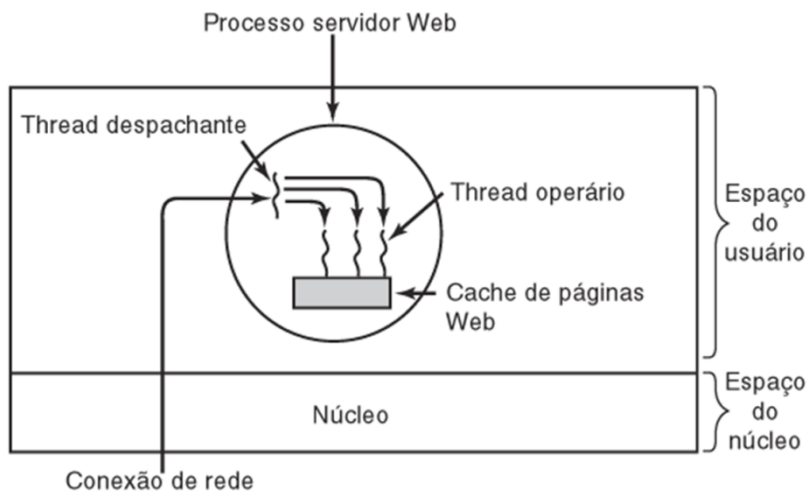 Processo servidor Web
Thread despachante
Thread operário
Espaço
do
usuário
Cache de páginas
Web
Núcleo
Espaço
do
núcleo
Conexão de rede